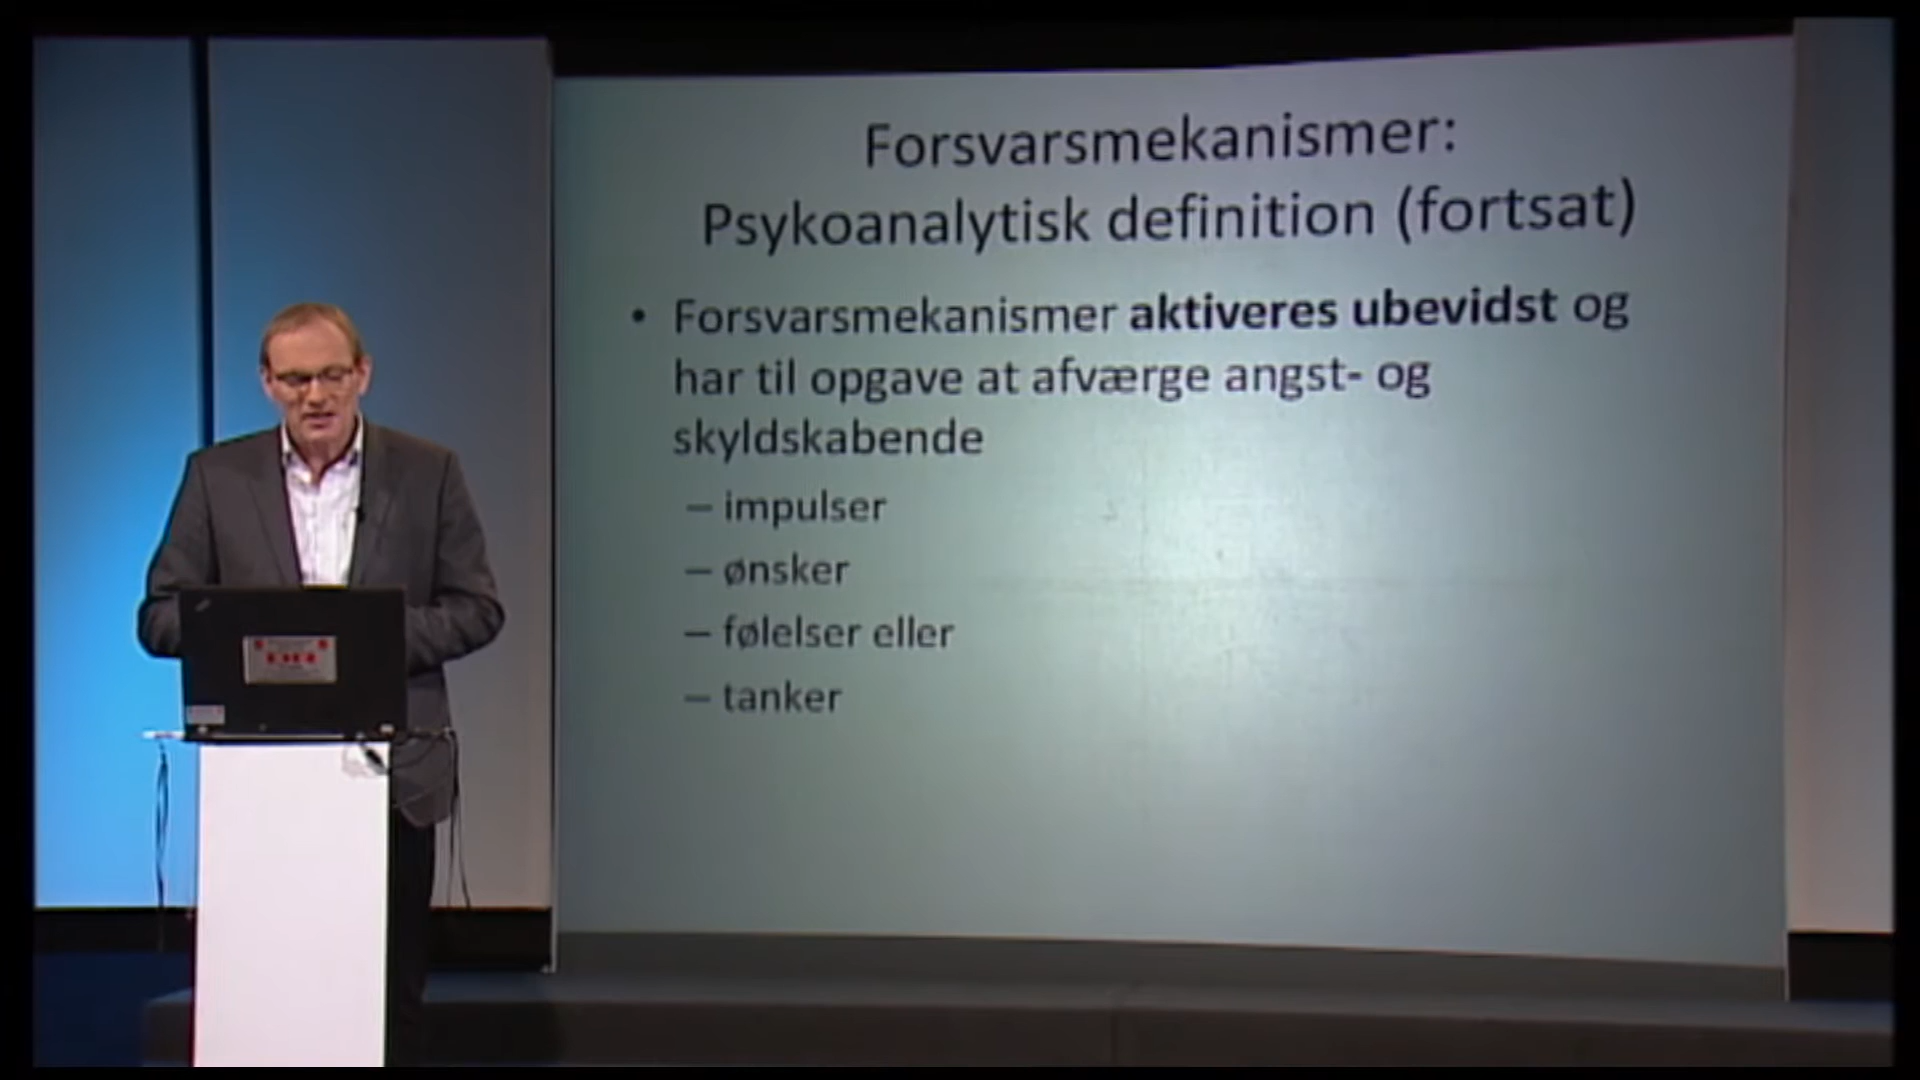 Forsvarsmekanismer:
Psykoanalytisk definition (fortsat)
• Forsvarsmekanismer aktiveres ubevidst og
har til opgave at afværge angst- og
skyldskabende
– impulser
– ønsker
– følelser eller
– tanker